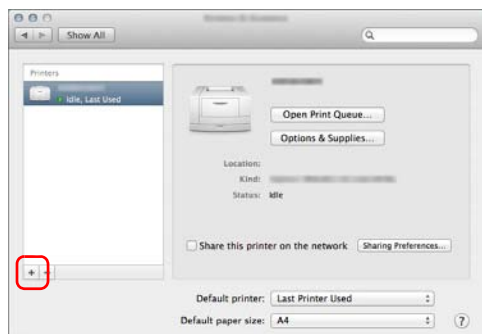 Show All
Printers
Idle, Last Used
Open Print Queue...
Options & Supplies...
Location:
Kind:
Status: Idle
Share this printer on the network Sharing Preferences...
+ −
Default printer: Last Printer Used
Default paper size: A4 ?